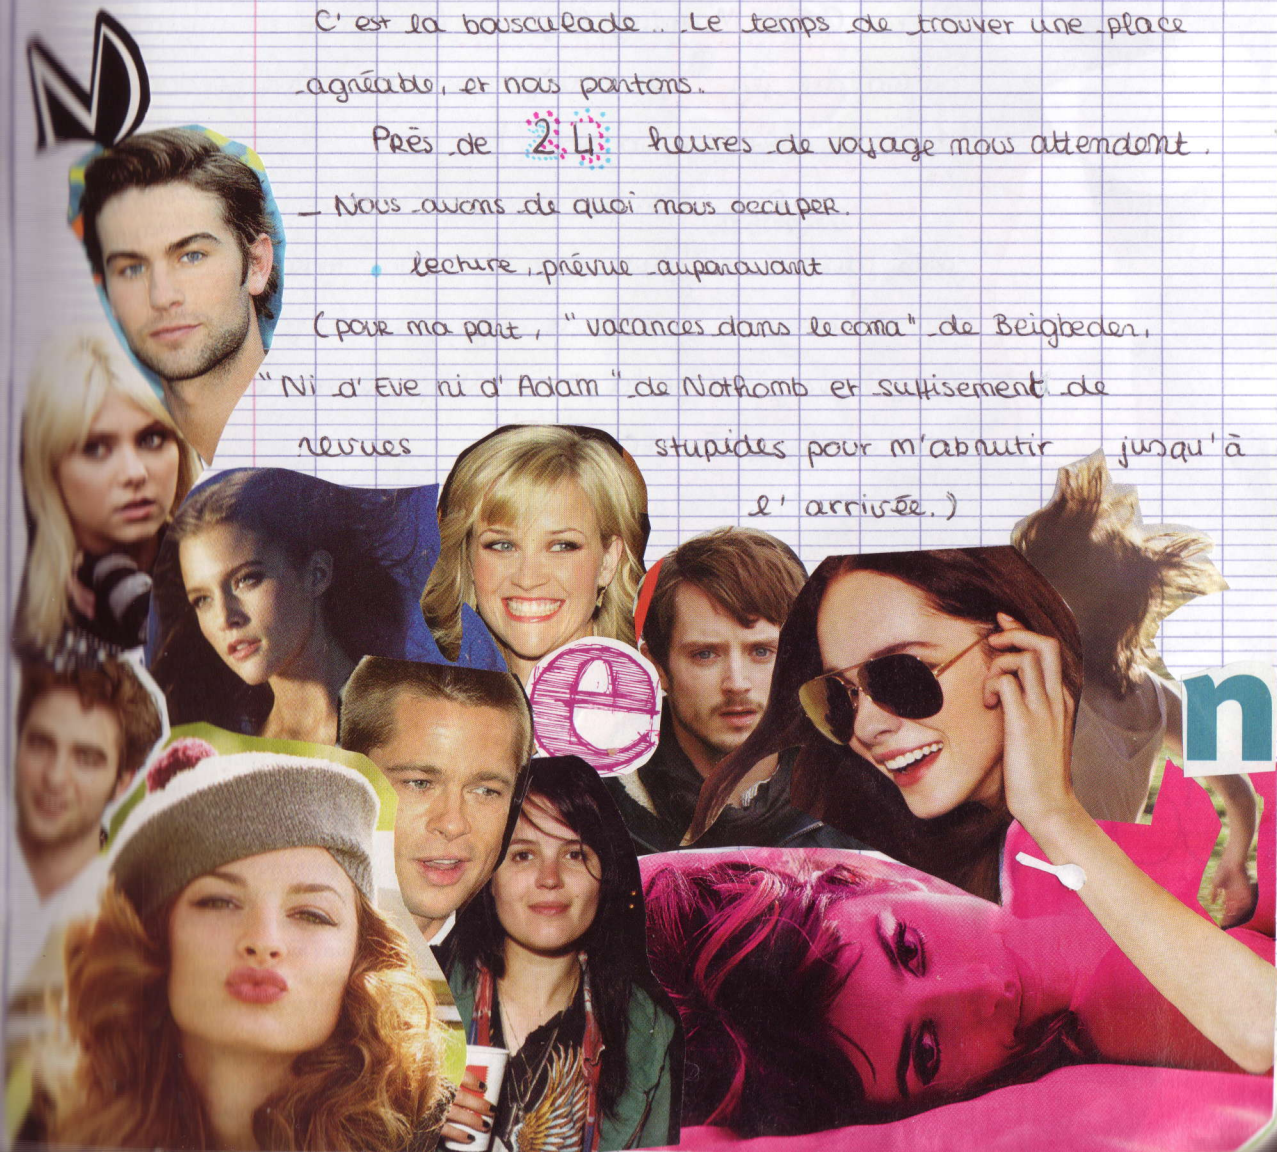 C'est la bousculade.. Le temps de trouver une place
agréable, et nous partons.
Près de 24 heures de voyage nous attendent.
_ Nous avons de quoi nous occuper.
• lecture, prévue auparavant
(pour ma part, "vacances dans le coma" de Beigbeder,
"Ni d'Eve ni d'Adam" de Nothomb et suffisement de
revues stupides pour m'abrutir jusqu'à
l'arrivée.)
e
n